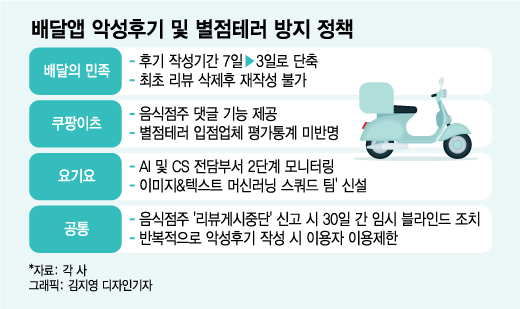 배달앱 악성후기 및 별점테러 방지 정책
배달의 민족
- 후기 작성기간 7일▶3일로 단축
- 최초 리뷰 삭제후 재작성 불가
쿠팡이츠
- 음식점주 댓글 기능 제공
- 별점테러 입점업체 평가통계 미반명
요기요
- AI 및 CS 전담부서 2단계 모니터링
- 이미지&텍스트 머신러닝 스쿼드 팀' 신설
공통
- 음식점주 '리뷰게시중단' 신고 시 30일 간 임시 블라인드 조치
- 반복적으로 악성후기 작성 시 이용자 이용제한
*자료: 각 사
그래픽: 김지영 디자인기자